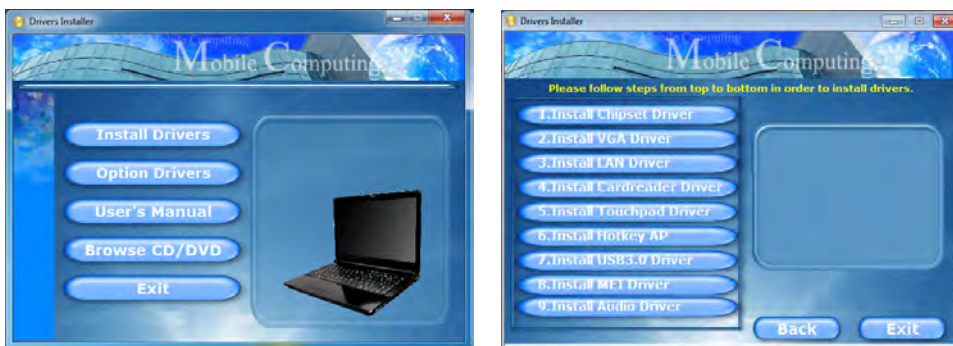 Drivers Installer
Mobile Computing
Mobile Computing
Install Drivers
Option Drivers
User's Manual
Browse CD/DVD
Exit
Drivers Installer
Mobile Computing
Please follow steps from top to bottom in order to install drivers.
1.Install Chipset Driver
2.Install VGA Driver
3.Install LAN Driver
4.Install Cardreader Driver
5.Install Touchpad Driver
6.Install Hotkey AP
7.Install USB3.0 Driver
8.Install MEI Driver
9.Install Audio Driver
Back
Exit